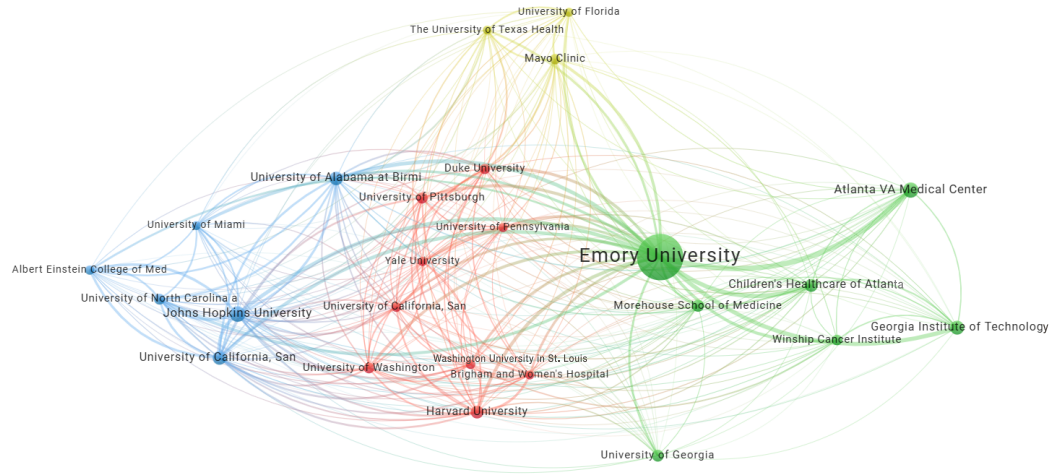 University of Florida
The University of Texas Health
Mayo Clinic
Duke University
University of Alabama at Birmi
Atlanta VA Medical Center
University of Pittsburgh
University of Miami
University of Pennsylvania
Emory University
Yale University
Albert Einstein College of Med
Children's Healthcare of Atlanta
University of North Carolina a
University of California, San
Morehouse School of Medicine
Johns Hopkins University
Georgia Institute of Technology
Winship Cancer Institute
University of California, San
Washington University in St. Louis
University of Washington
Brigham and Women's Hospital
Harvard University
University of Georgia